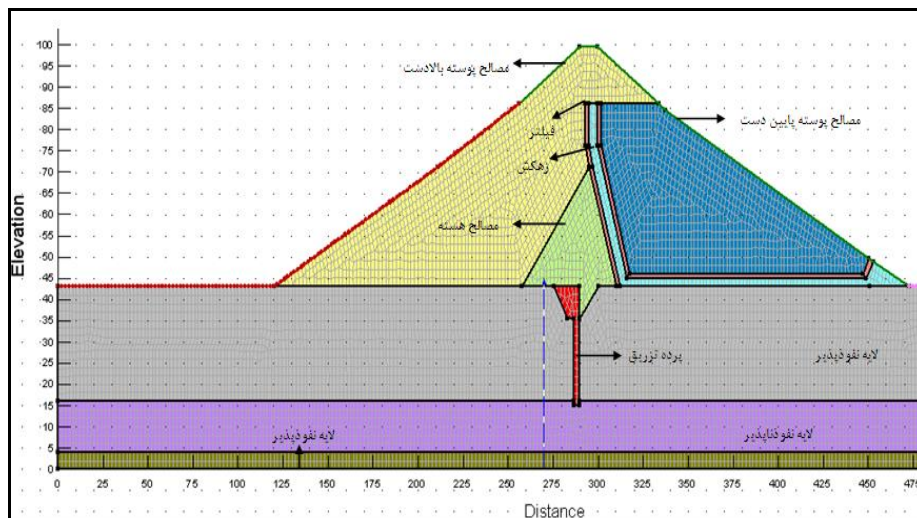 مصالح پوسته بالادست
مصالح پوسته پایین دست
فیلتر
زهکش
مصالح هسته
پرده تزریق
لایه نفوذپذیر
لایه نفوذپذیر
لایه نفوذناپذیر
Elevation
100
95
90
85
80
75
70
65
60
55
50
45
40
35
30
25
20
15
10
5
0
0 25 50 75 100 125 150 175 200 225 250 275 300 325 350 375 400 425 450 475
Distance